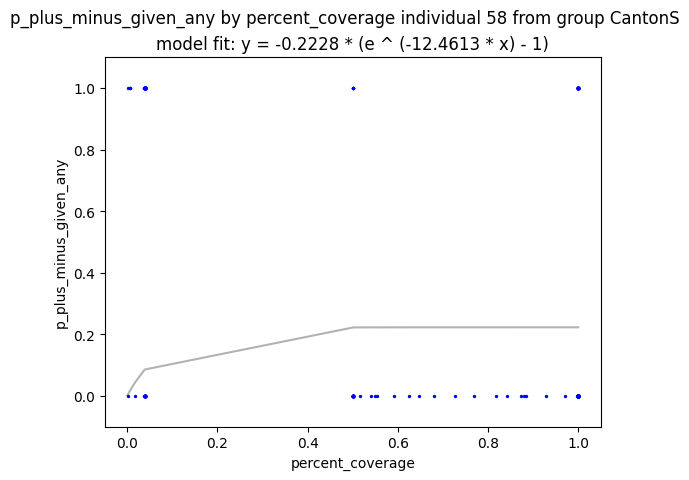 p_plus_minus_given_any by percent_coverage individual 58 from group CantonS
model fit: y = -0.2228 * (e ^ (-12.4613 * x) - 1)
1.0
0.8
0.6
0.4
0.2
0.0
p_plus_minus_given_any
0.0 0.2 0.4 0.6 0.8 1.0
percent_coverage